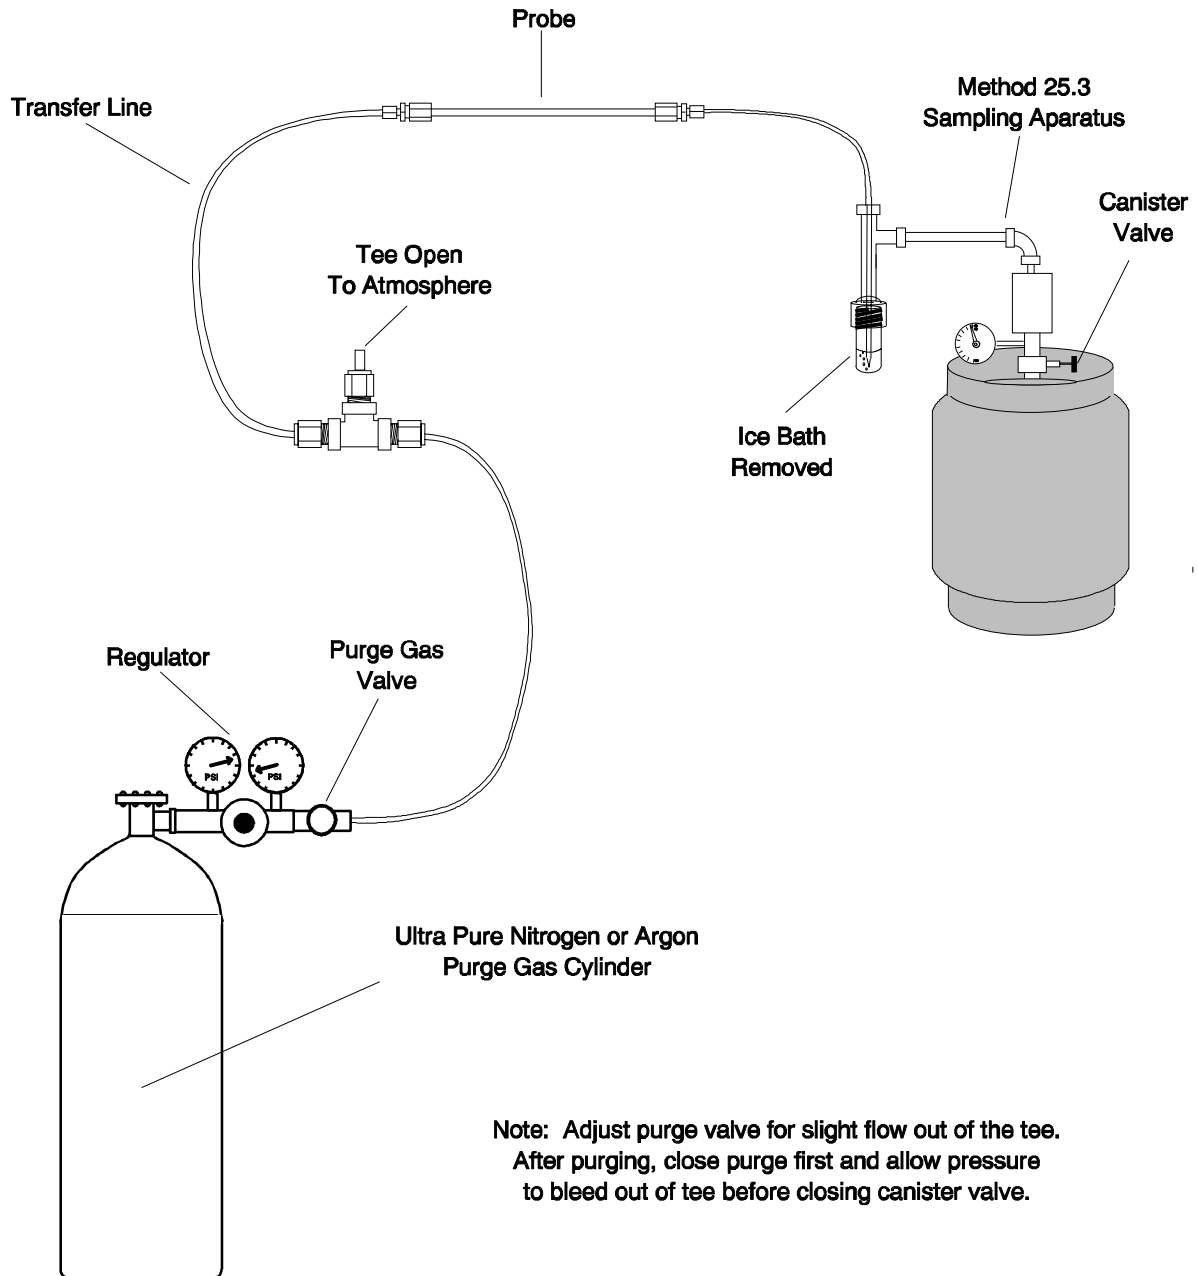 Probe
Transfer Line
Method 25.3
Sampling Aparatus
Canister
Valve
Tee Open
To Atmosphere
Ice Bath
Removed
Regulator
Purge Gas
Valve
PSI
PSI
Ultra Pure Nitrogen or Argon
Purge Gas Cylinder
Note: Adjust purge valve for slight flow out of the tee.
After purging, close purge first and allow pressure
to bleed out of tee before closing canister valve.